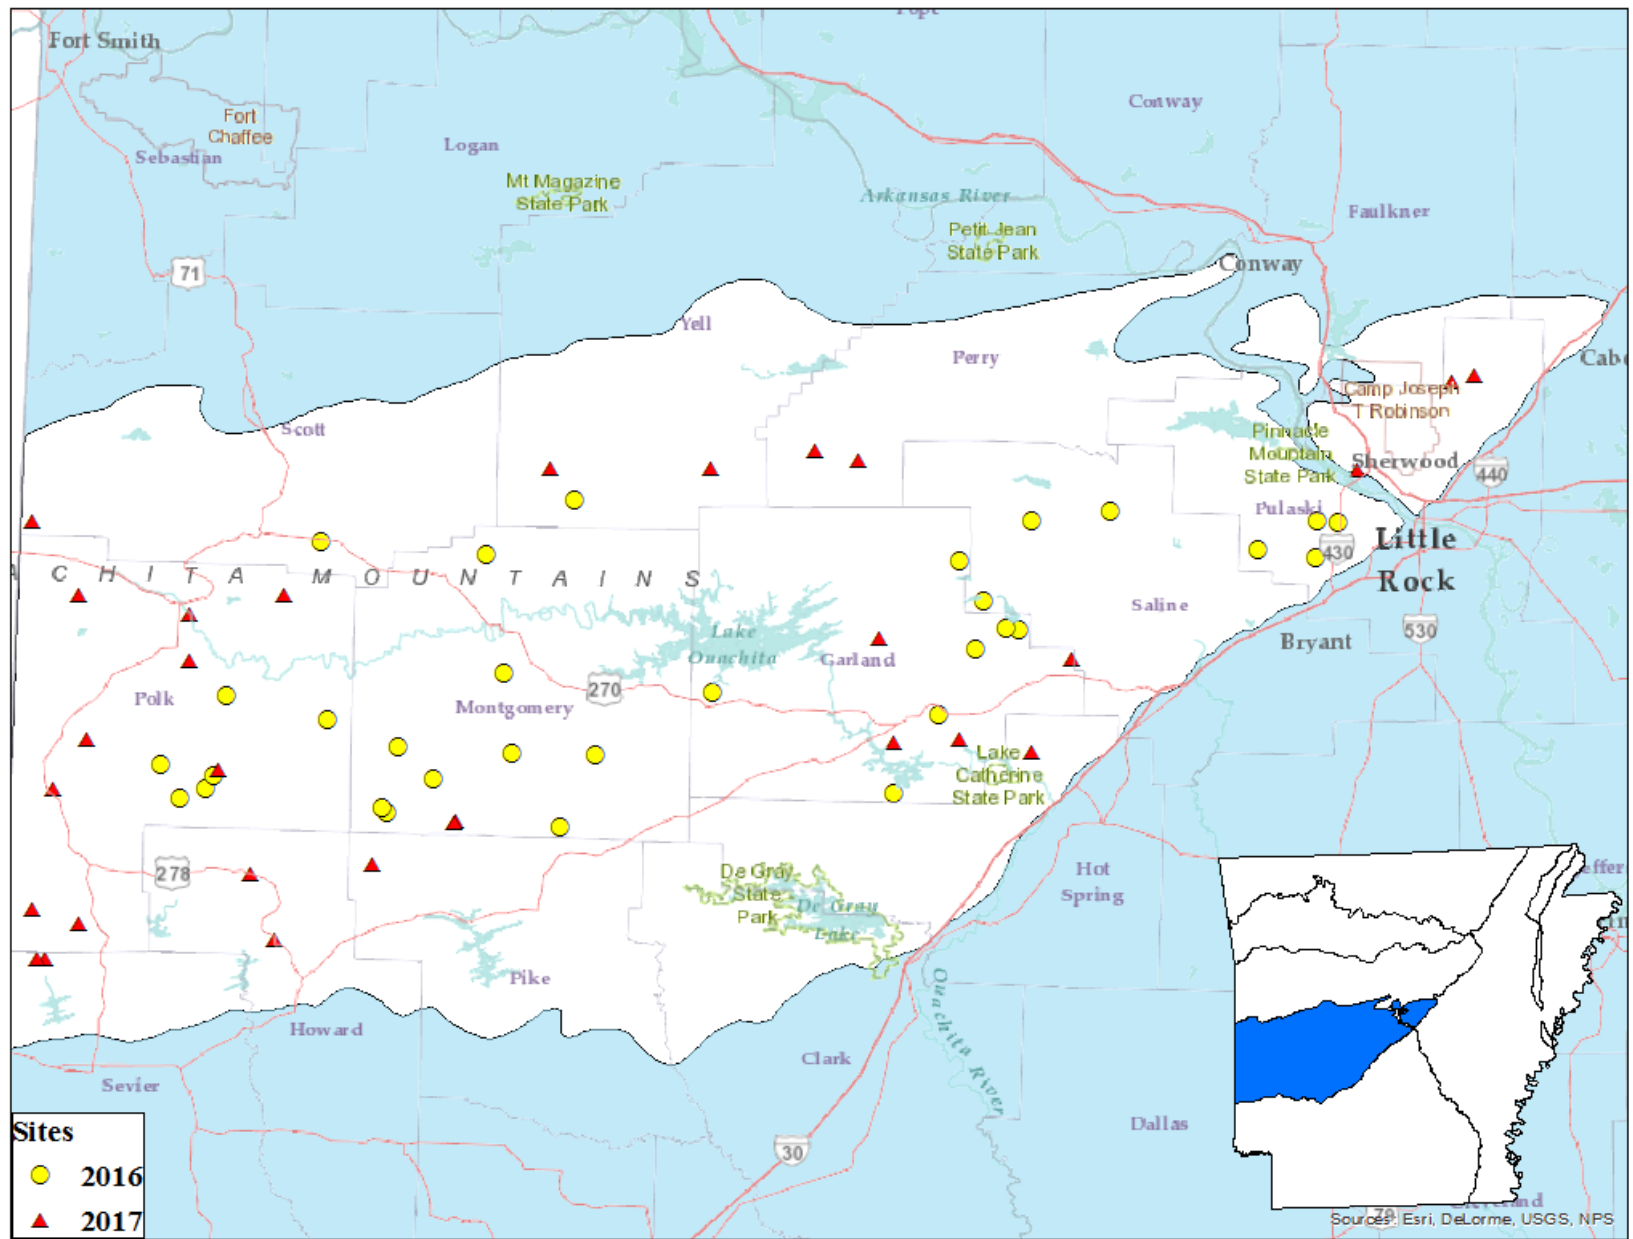 Pope
Fort Smith
Conway
Fort
Chaffee
Logan
Sebastian
Mt Magazine
State Park
Arkansas River
Faulkner
Petit Jean
State Park
Conway
71
Yell
Perry
Camp Joseph
T Robinson
Scott
Pinnacle
Mountain
State Park
Sherwood
440
Pulaski
Little
Rock
430
A C H I T A M O U N T A I N S
Saline
Lake
Ouachita
Garland
Bryant
530
Polk
270
Montgomery
Lake
Catherine
State Park
278
De Gray
State
Park
De Gray
Lake
Hot
Spring
Pike
Ouachita River
Howard
Clark
Sevier
Dallas
30
Sites
2016
2017
79
Sources: Esri, DeLorme, USGS, NPS